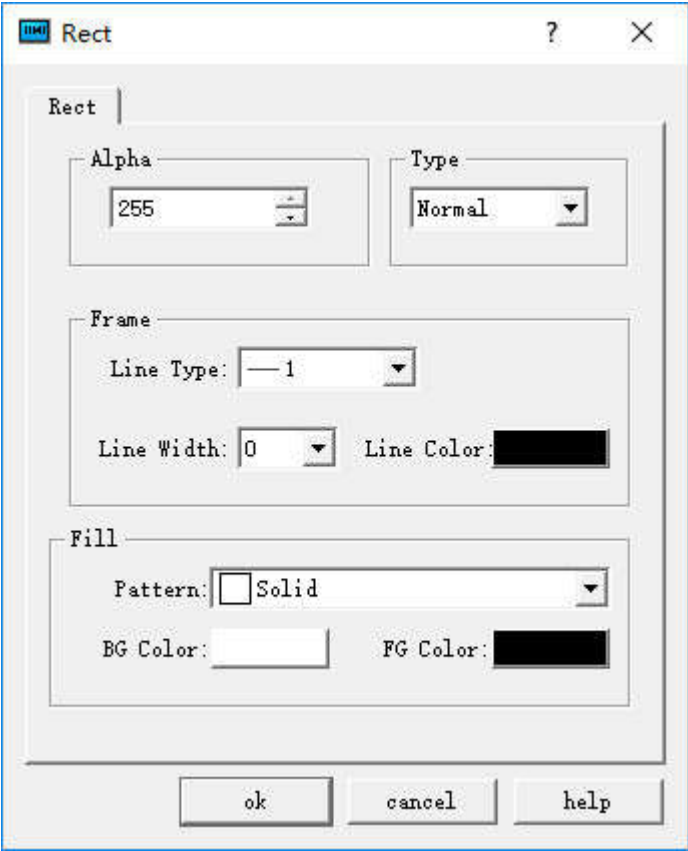 Rect
?
Rect
Alpha
Type
255
Normal
Frame
Line Type: 1
Line Width: 0 Line Color:
Fill
Pattern: Solid
BG Color: FG Color:
ok cancel help